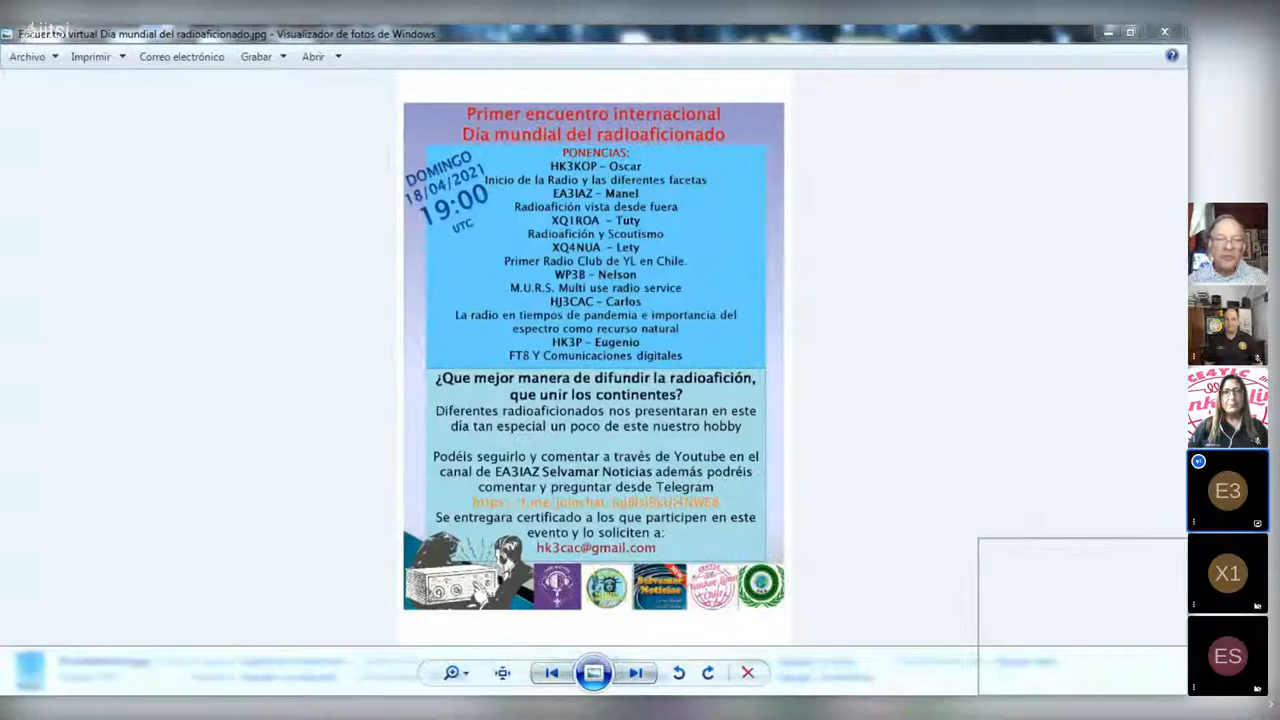 Jitsi
Encuentro virtual Día mundial del radioaficionado.jpg - Visualizador de fotos de Windows
Archivo
Imprimir
Correo electrónico
Grabar
Abrir
Primer encuentro internacional
Día mundial del radioaficionado
DOMINGO
18/04/2021
19:00
UTC
PONENCIAS:
HK3KOP - Oscar
Inicio de la Radio y las diferentes facetas
EA3IAZ - Manel
Radioafición vista desde fuera
XQ1ROA - Tuty
Radioafición y Scoutismo
XQ4NUA - Lety
Primer Radio Club de YL en Chile.
WP3B - Nelson
M.U.R.S. Multi use radio service
HJ3CAC - Carlos
La radio en tiempos de pandemia e importancia del
espectro como recurso natural
HK3P - Eugenio
FT8 Y Comunicaciones digitales
¿Que mejor manera de difundir la radioafición,
que unir los continentes?
Diferentes radioaficionados nos presentaran en este
día tan especial un poco de este nuestro hobby
Podéis seguirlo y comentar a través de Youtube en el
canal de EA3IAZ Selvamar Noticias además podréis
comentar y preguntar desde Telegram
Se entregara certificado a los que participen en este
evento y lo soliciten a:
hk3cac@gmail.com
Selvamar
Noticias
Yankee Lima
Chile
CE4YLC
E3
X1
ES